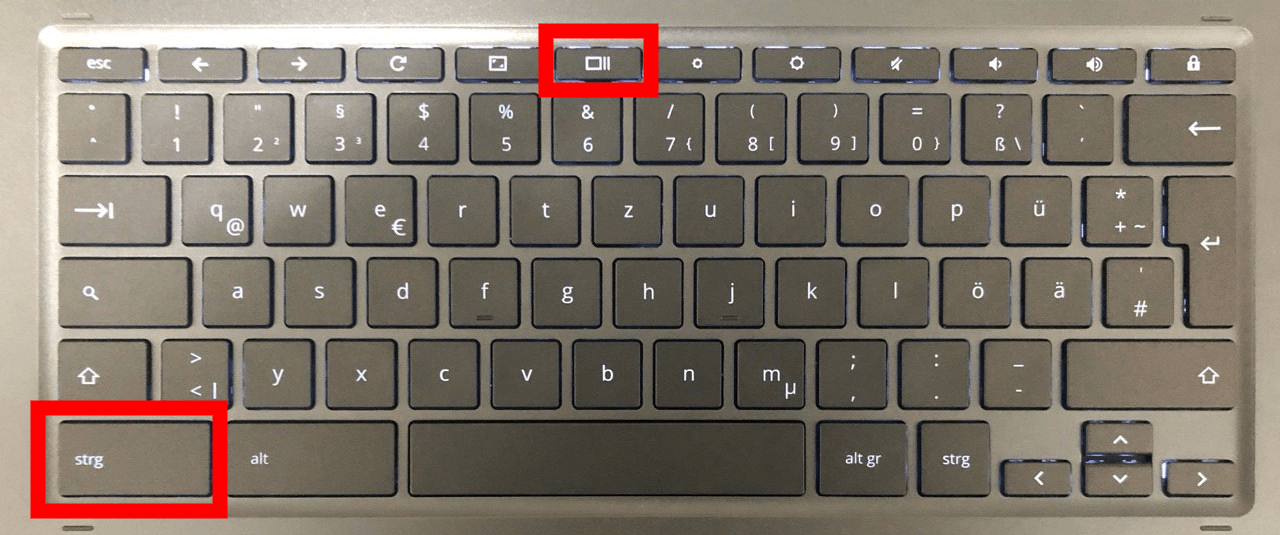 esc
` ! " § $ % & / ( ) = ? `
^ 1 2 ² 3 ³ 4 5 6 7 { 8 [ 9 ] 0 } ß \ ´
q @ w e € r t z u i o p ü * + ~
a s d f g h j k l ö ä ' #
> < | y x c v b n m µ ; , : . _ -
strg alt alt gr strg